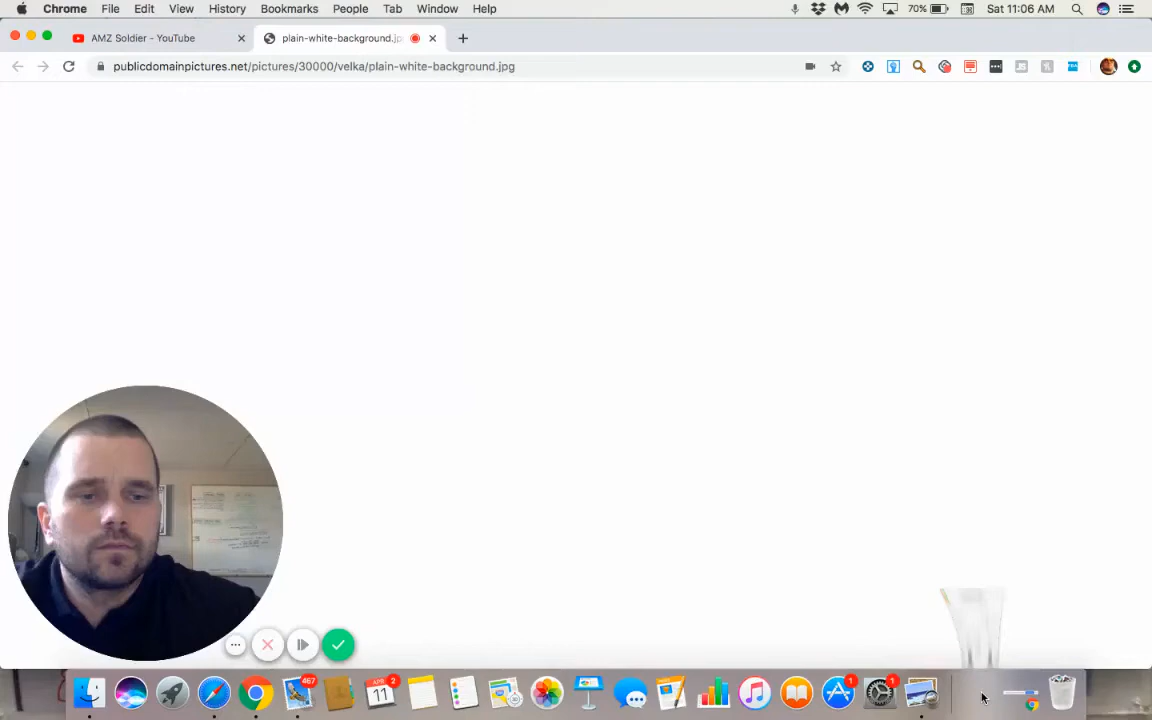 Chrome File Edit View History Bookmarks People Tab Window Help 70% Sat 11:06 AM
AMZ Soldier - YouTube plain-white-background.jp
publicdomainpictures.net/pictures/30000/velka/plain-white-background.jpg
467 APR 11 2 1 1